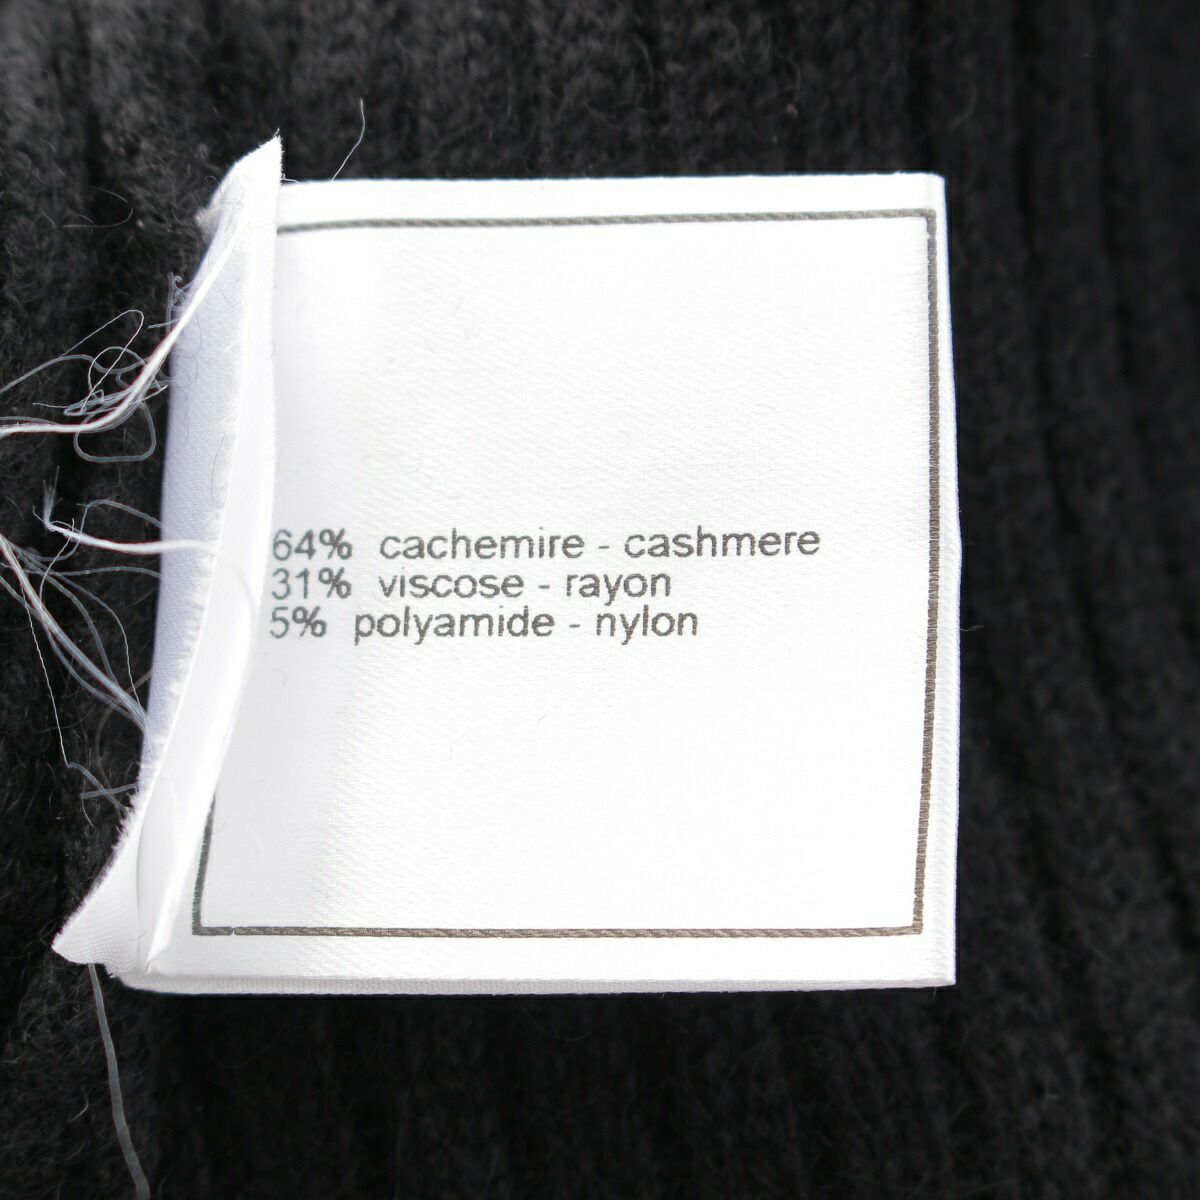 64% cachemire - cashmere
31% viscose - rayon
5% polyamide - nylon